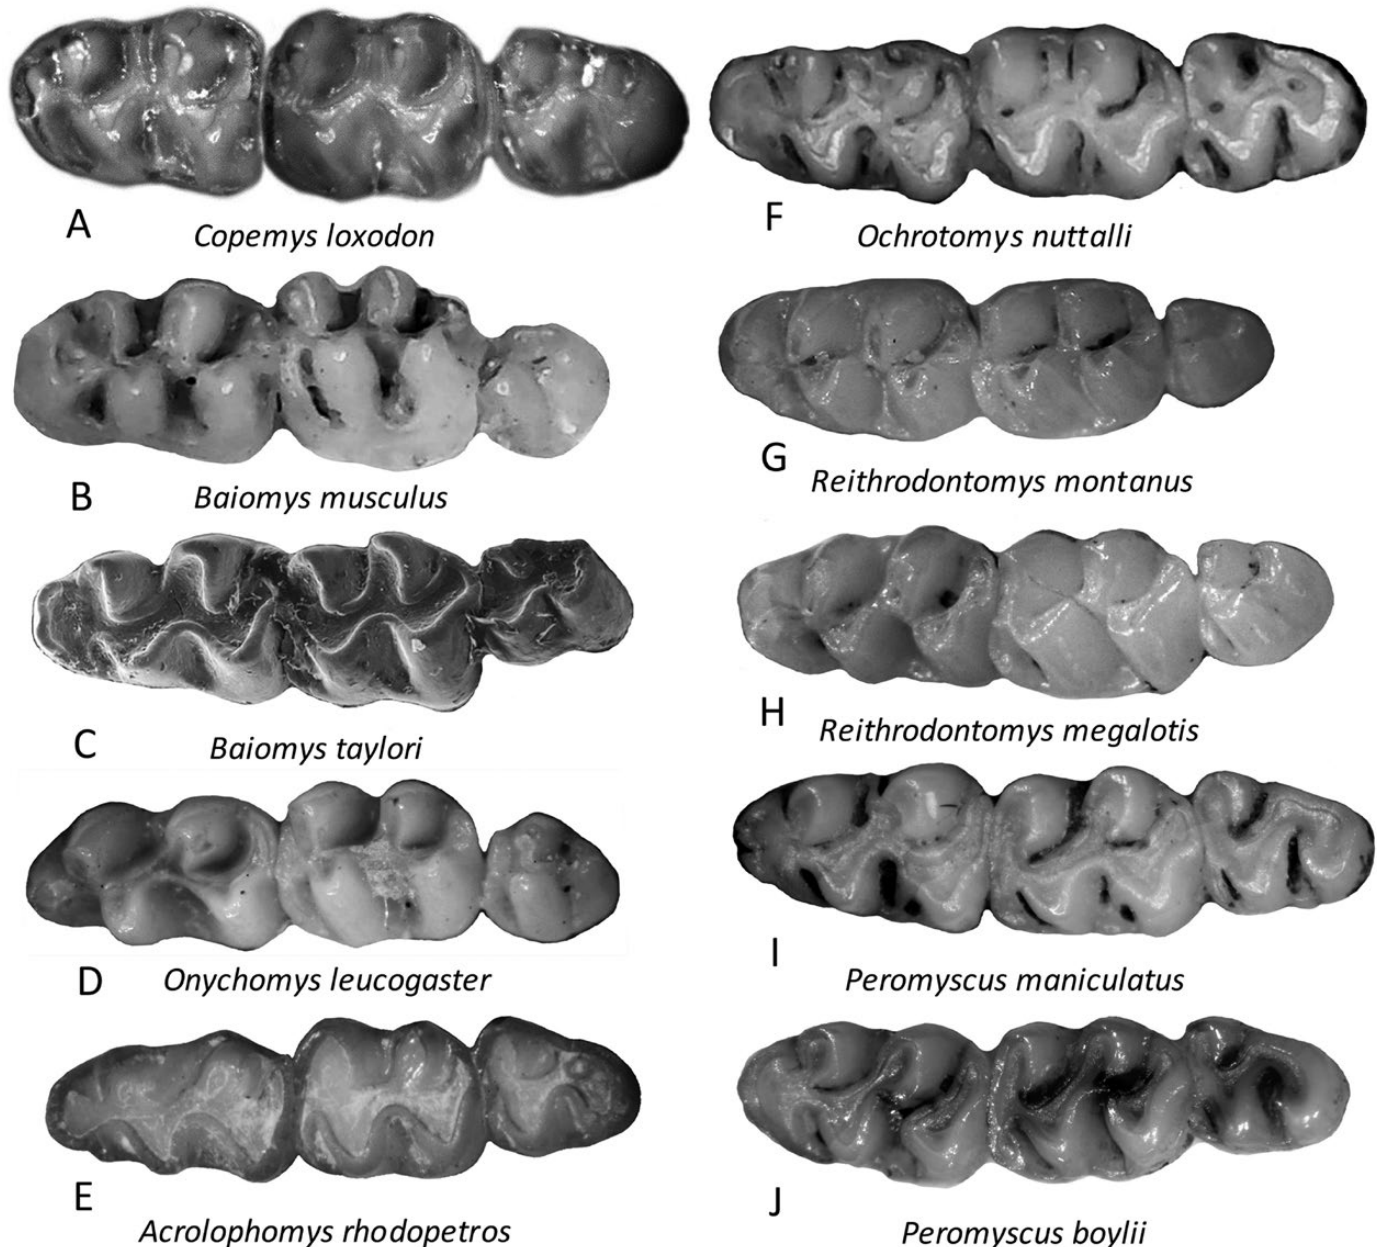 A
Copemys loxodon
B
Baiomys musculus
C
Baiomys taylori
D
Onychomys leucogaster
E
Acrolophomys rhodopetros
F
Ochrotomys nuttalli
G
Reithrodontomys montanus
H
Reithrodontomys megalotis
I
Peromyscus maniculatus
J
Peromyscus boylii